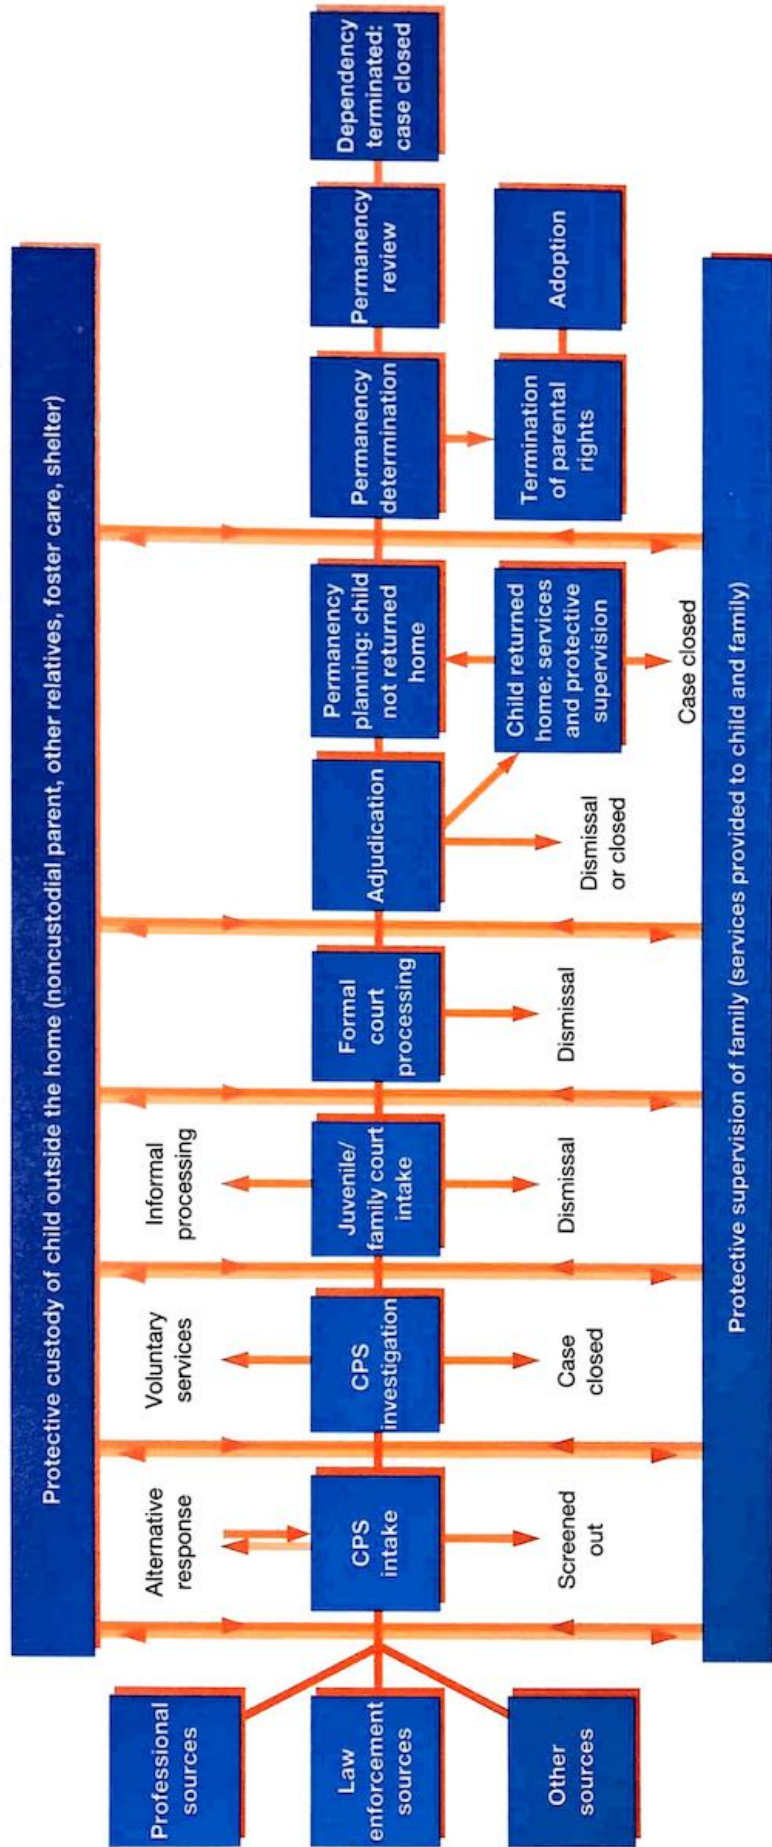 Protective custody of child outside the home (noncustodial parent, other relatives, foster care, shelter)
Professional
sources
Law
enforcement
sources
Other
sources
Alternative
response
CPS
intake
Screened
out
Voluntary
services
CPS
investigation
Case
closed
Informal
processing
Juvenile/
family court
intake
Dismissal
Formal
court
processing
Dismissal
Adjudication
Dismissal
or closed
Permanency
planning: child
not returned
home
Child returned
home: services
and protective
supervision
Case closed
Permanency
determination
Termination
of parental
rights
Permanency
review
Adoption
Dependency
terminated:
case closed
Protective supervision of family (services provided to child and family)